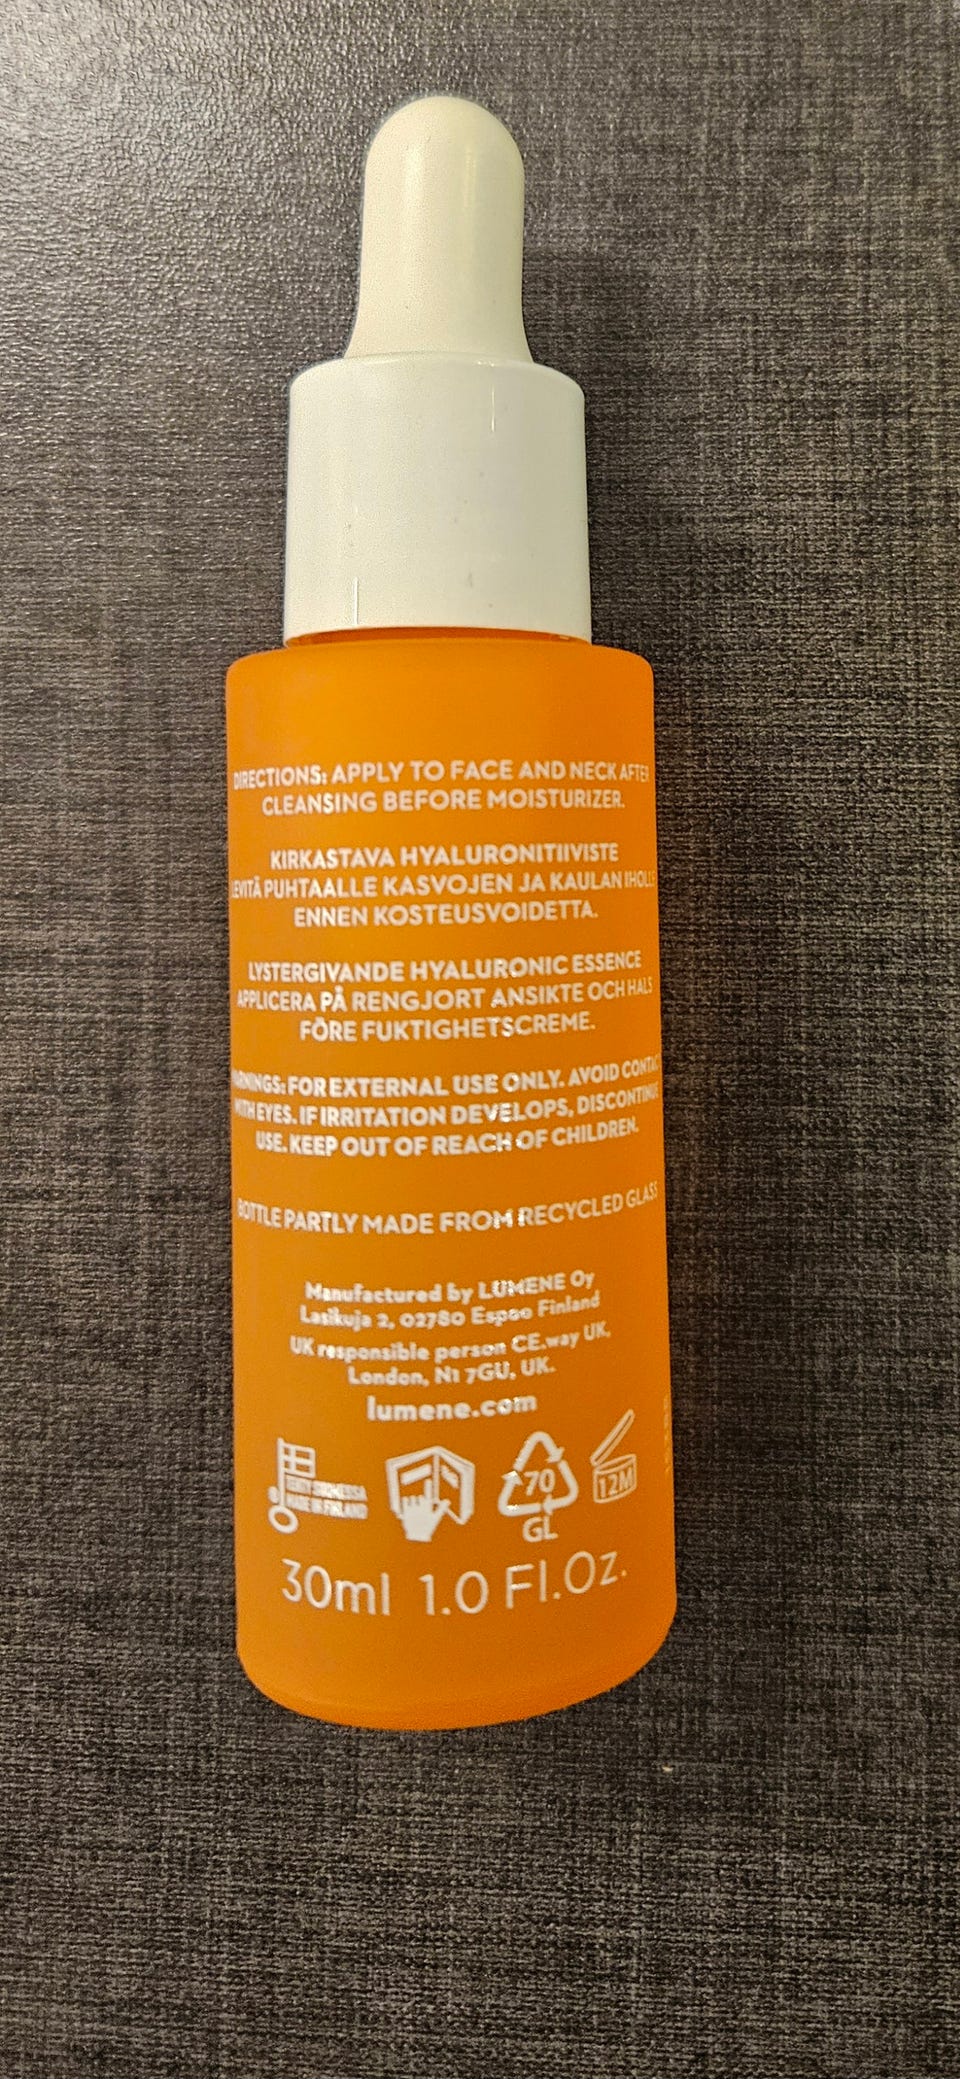 DIRECTIONS: APPLY TO FACE AND NECK AFTER
CLEANSING BEFORE MOISTURIZER.
KIRKASTAVA HYALURONITIIVISTE
LEVITÄ PUHTAALLE KASVOJEN JA KAULAN IHOLLE
ENNEN KOSTEUSVOIDETTA.
LYSTERGIVANDE HYALURONIC ESSENCE
APPLICERA PÅ RENGJORT ANSIKTE OCH HALS
FÖRE FUKTIGHETSCREME.
WARNINGS: FOR EXTERNAL USE ONLY. AVOID CONTACT
WITH EYES. IF IRRITATION DEVELOPS, DISCONTINUE
USE. KEEP OUT OF REACH OF CHILDREN.
BOTTLE PARTLY MADE FROM RECYCLED GLASS
Manufactured by LUMENE Oy
Lasikuja 2, 02780 Espoo Finland
UK responsible person CE.way UK,
London, N1 7GU, UK.
lumene.com
MADE IN FINLAND
70
GL
12M
30ml 1.0 Fl.Oz.